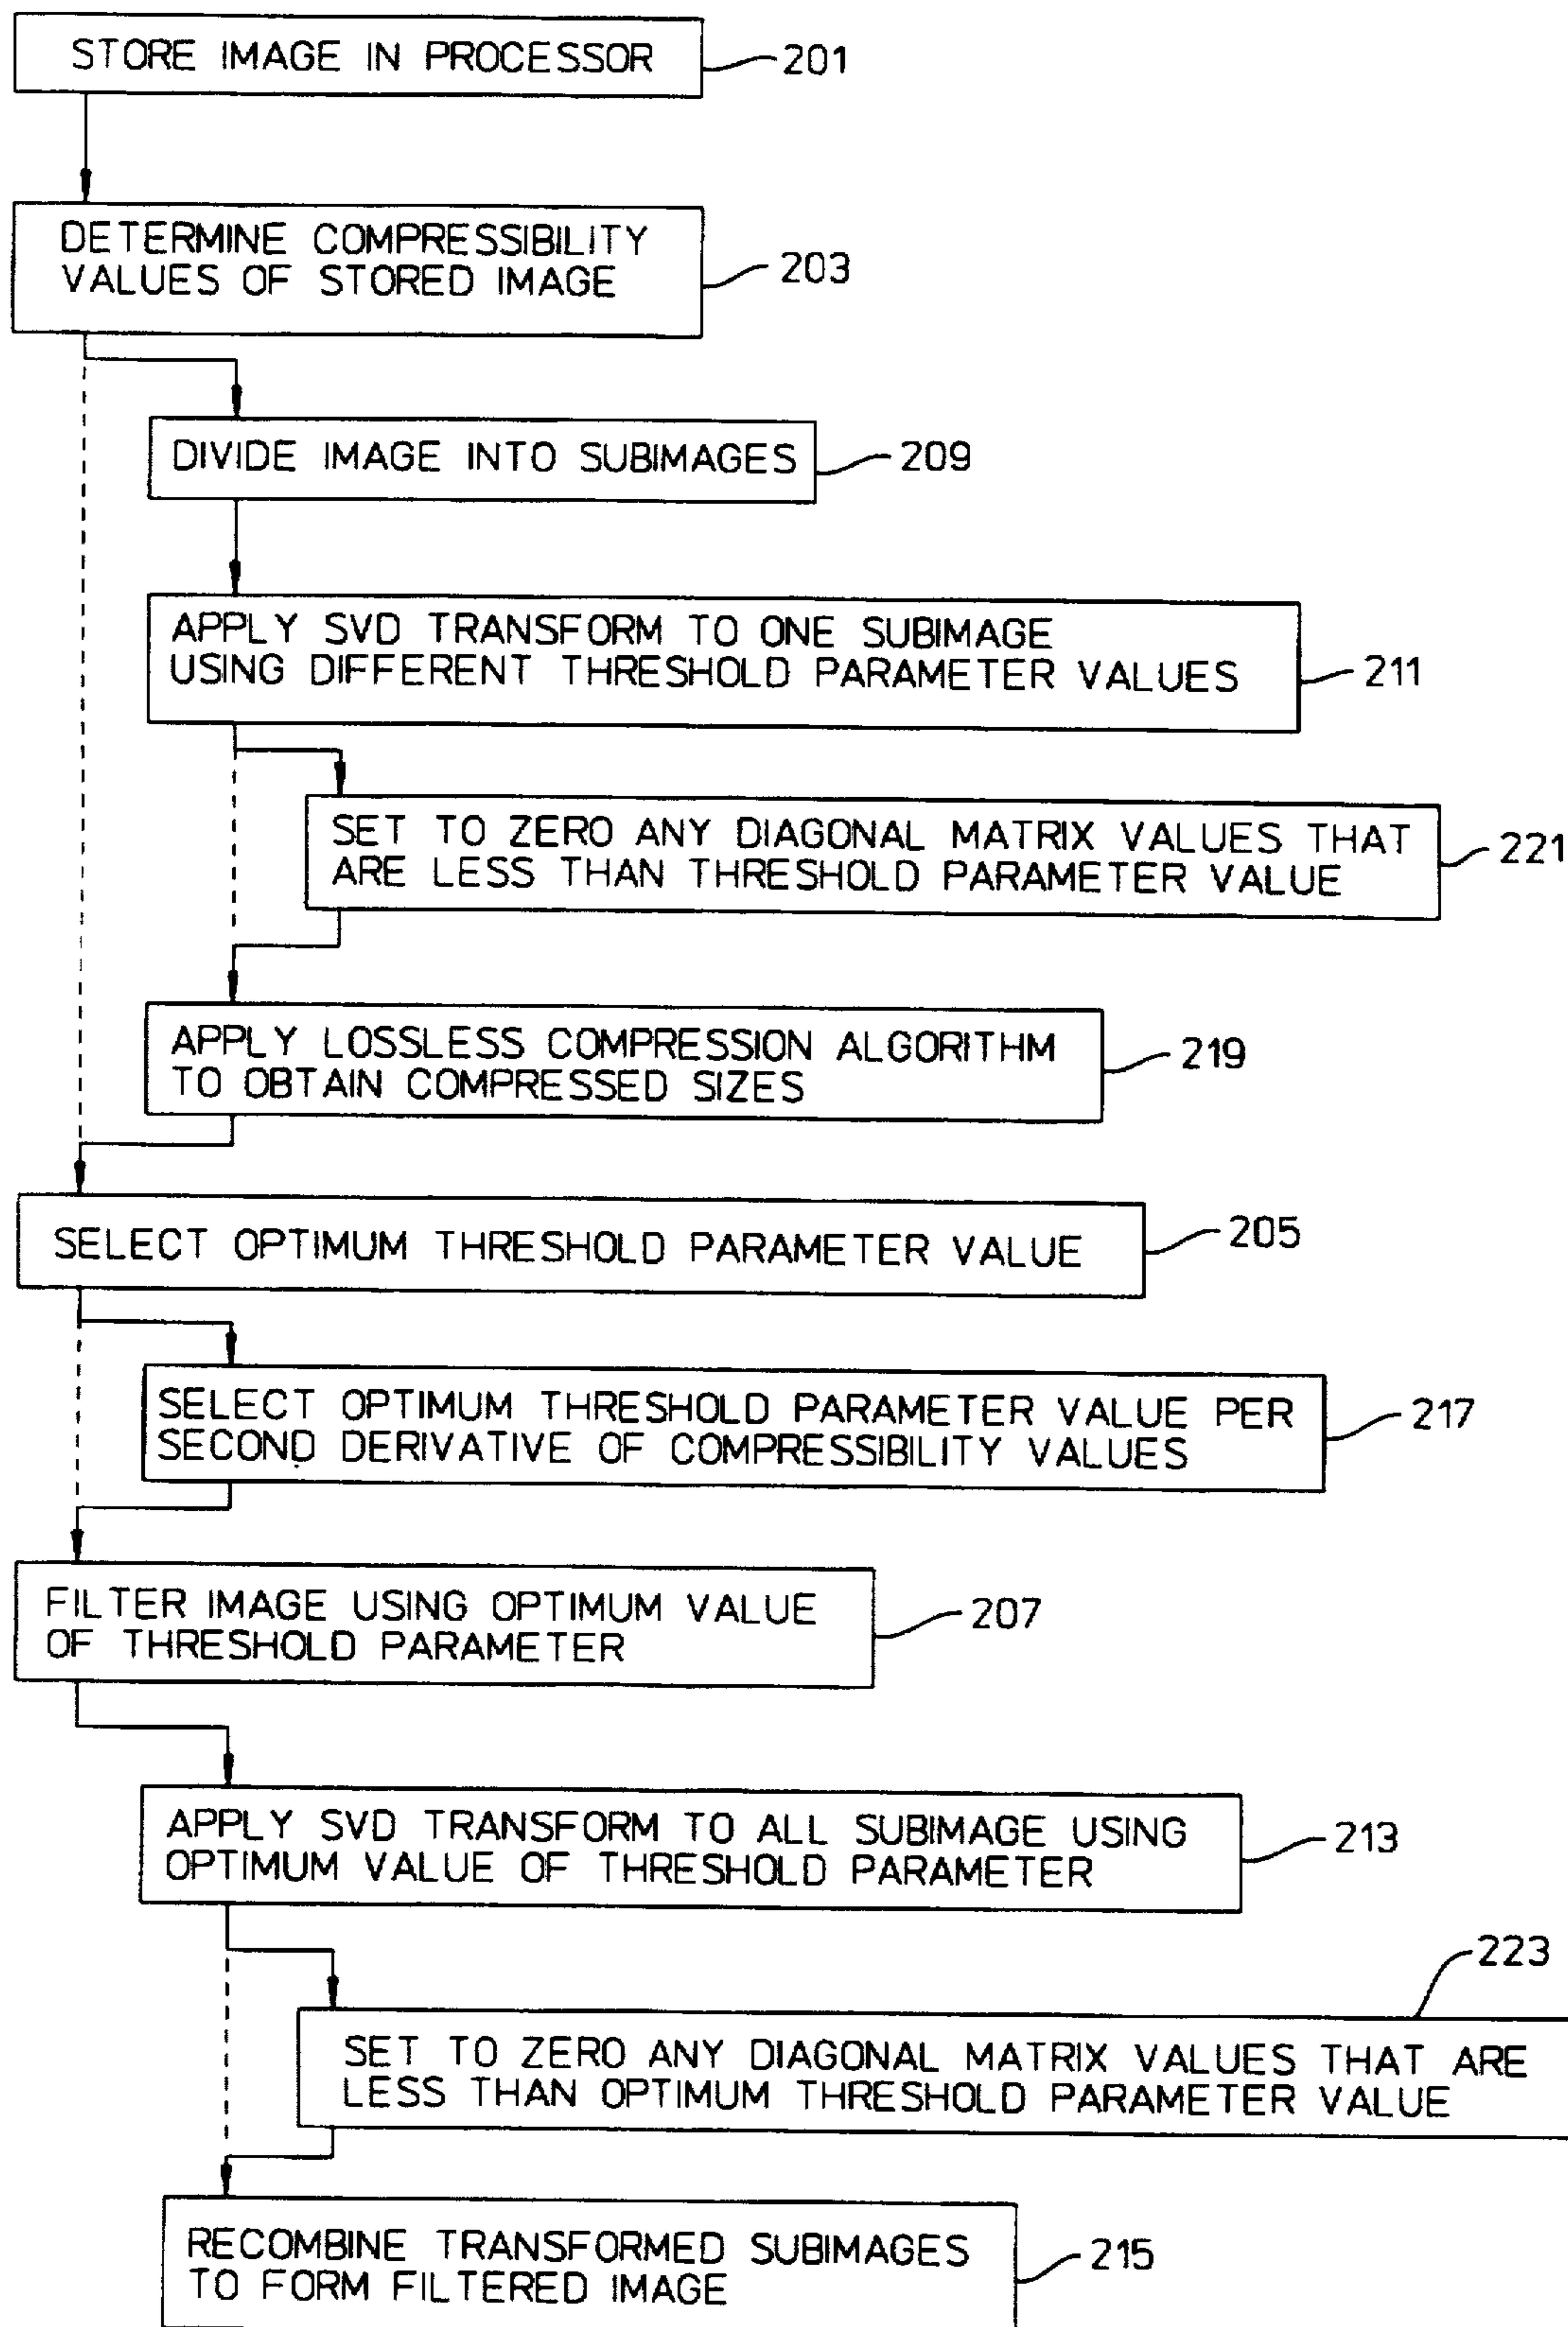 STORE IMAGE IN PROCESSOR
201
DETERMINE COMPRESSIBILITY
VALUES OF STORED IMAGE
203
DIVIDE IMAGE INTO SUBIMAGES
209
APPLY SVD TRANSFORM TO ONE SUBIMAGE
USING DIFFERENT THRESHOLD PARAMETER VALUES
211
SET TO ZERO ANY DIAGONAL MATRIX VALUES THAT
ARE LESS THAN THRESHOLD PARAMETER VALUE
221
APPLY LOSSLESS COMPRESSION ALGORITHM
TO OBTAIN COMPRESSED SIZES
219
SELECT OPTIMUM THRESHOLD PARAMETER VALUE
205
SELECT OPTIMUM THRESHOLD PARAMETER VALUE PER
SECOND DERIVATIVE OF COMPRESSIBILITY VALUES
217
FILTER IMAGE USING OPTIMUM VALUE
OF THRESHOLD PARAMETER
207
APPLY SVD TRANSFORM TO ALL SUBIMAGE USING
OPTIMUM VALUE OF THRESHOLD PARAMETER
213
223
SET TO ZERO ANY DIAGONAL MATRIX VALUES THAT ARE
LESS THAN OPTIMUM THRESHOLD PARAMETER VALUE
RECOMBINE TRANSFORMED SUBIMAGES
TO FORM FILTERED IMAGE
215